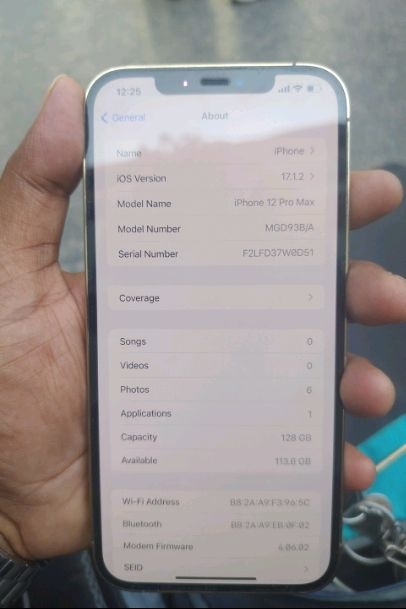 12:25
General
About
Name iPhone
iOS Version 17.1.2
Model Name iPhone 12 Pro Max
Model Number MGD93B/A
Serial Number F2LFD37W0D51
Coverage
Songs 0
Videos 0
Photos 6
Applications 1
Capacity 128 GB
Available 113.6 GB
Wi-Fi Address B8:2A:A9:F3:96:5C
Bluetooth B8:2A:A9:EB:0F:02
Modem Firmware 4.06.02
SEID